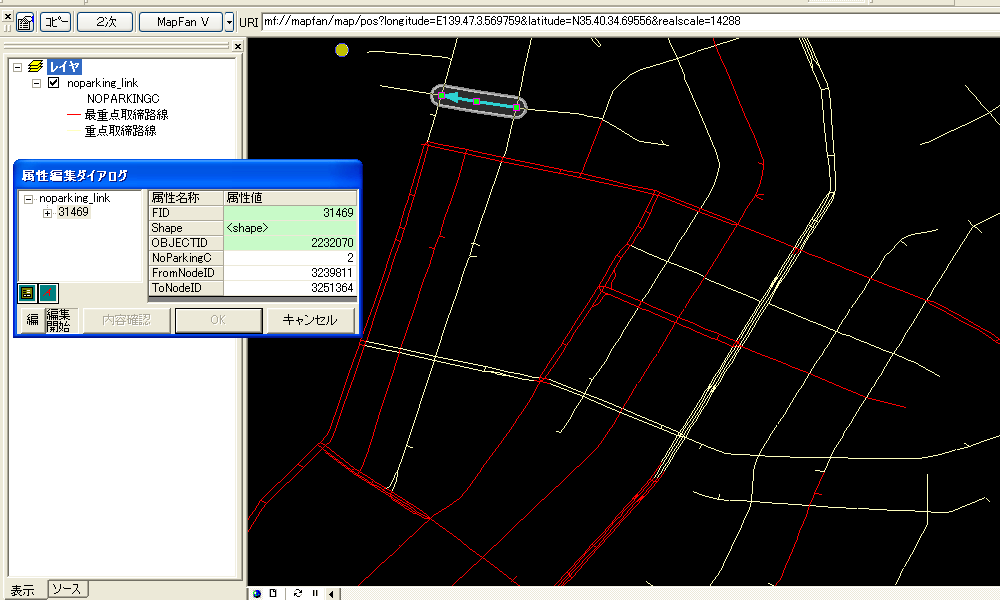 コピー 2次 MapFan V URI mf://mapfan/map/pos?longitude=E139.47.3.569759&latitude=N35.40.34.69556&realscale=14288
レイヤ
noparking_link
NOPARKINGC
最重点取締路線
重点取締路線
属性編集ダイアログ
noparking_link
31469
属性名称 属性値
FID 31469
Shape <shape>
OBJECTID 2232070
NoParkingC 2
FromNodeID 3239811
ToNodeID 3251364
編 編集開始 内容確認 OK キャンセル
表示 ソース